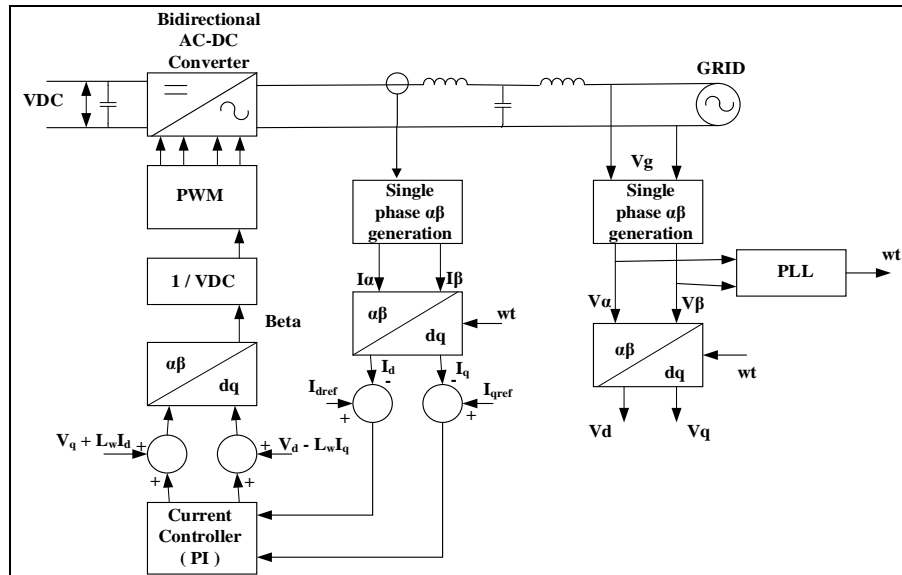 Bidirectional
AC-DC
Converter
GRID
VDC
Vg
PWM
Single
phase αβ
generation
Single
phase αβ
generation
PLL
wt
1 / VDC
Iα
Iβ
Vα
Vβ
Beta
αβ
dq
wt
αβ
dq
wt
αβ
dq
Id
-
Iq
-
Idref
+
Iqref
+
Vd
Vq
Vq + LwId
+
+
Vd - LwIq
+
+
Current
Controller
( PI )